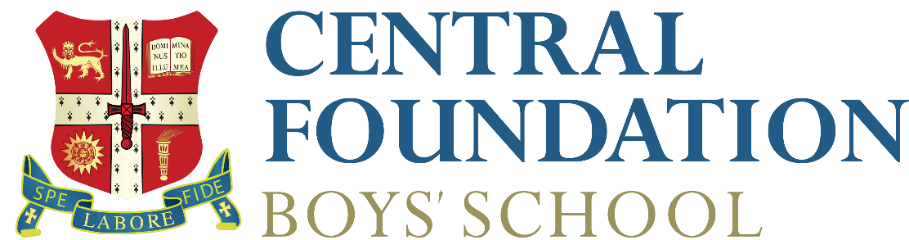 DOMI MINA
NUS TIO
ILLU MEA
SPE LABORE FIDE
CENTRAL
FOUNDATION
BOYS' SCHOOL